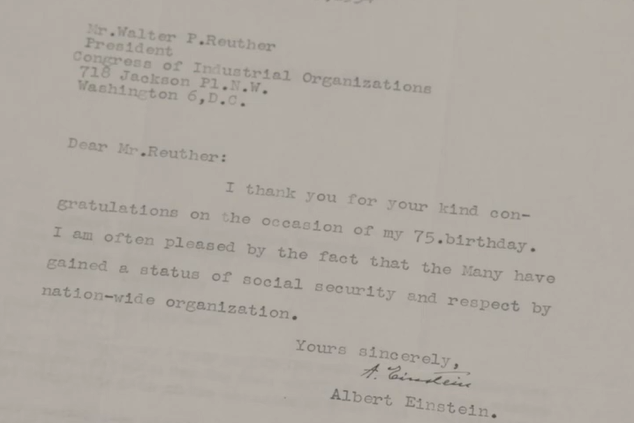 Mr.Walter P.Reuther
President
Congress of Industrial Organizations
718 Jackson Pl.N.W.
Washington 6,D.C.
Dear Mr.Reuther:
I thank you for your kind con-
gratulations on the occasion of my 75.birthday.
I am often pleased by the fact that the Many have
gained a status of social security and respect by
nation-wide organization.
Yours sincerely,
A. Einstein
Albert Einstein.